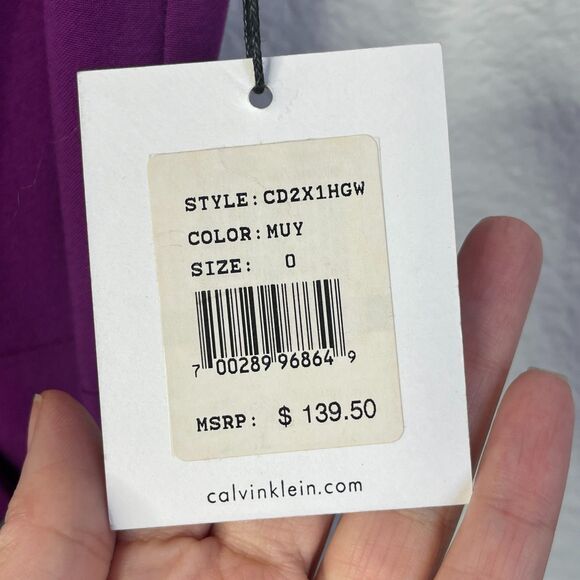 STYLE: CD2X1HGW
COLOR: MUY
SIZE: 0
7 00289 96864 9
MSRP: $ 139.50
calvinklein.com